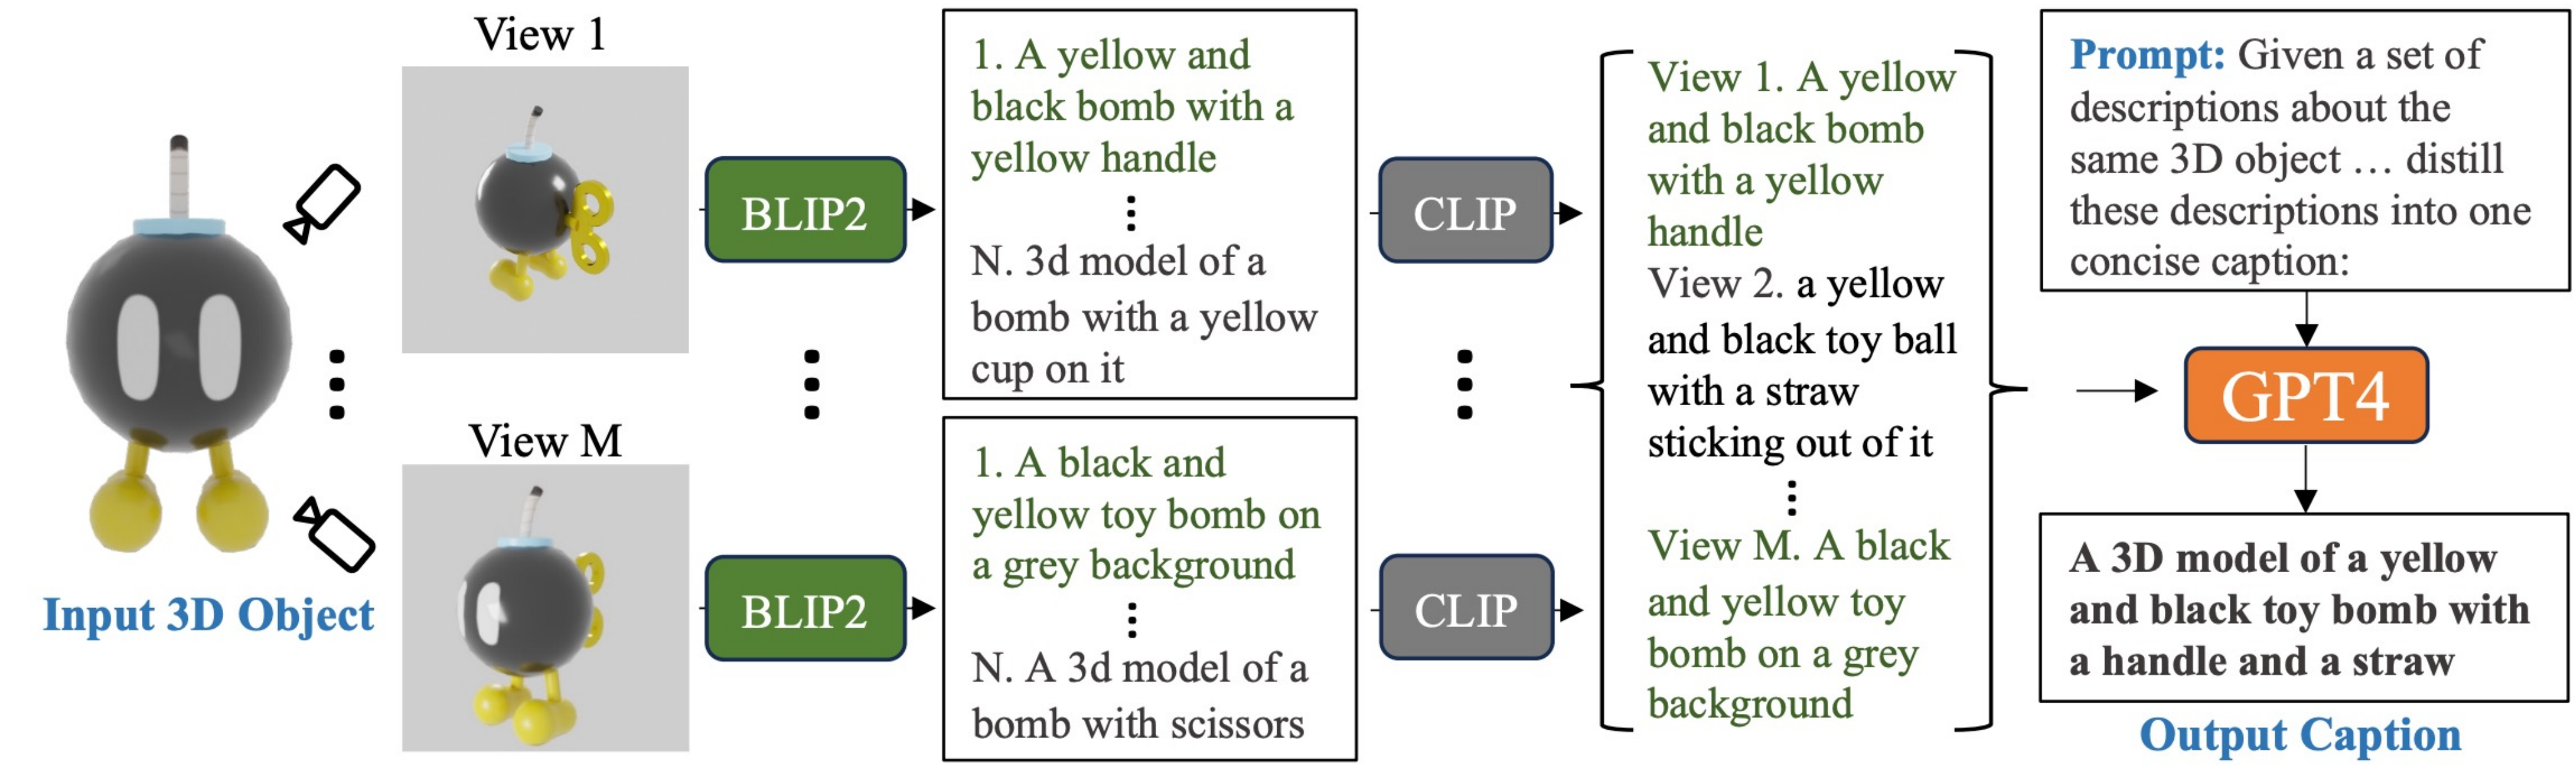 View 1
View M
Input 3D Object
BLIP2
BLIP2
1. A yellow and
black bomb with a
yellow handle
N. 3d model of a
bomb with a yellow
cup on it
1. A black and
yellow toy bomb on
a grey background
N. A 3d model of a
bomb with scissors
CLIP
CLIP
View 1. A yellow
and black bomb
with a yellow
handle
View 2. a yellow
and black toy ball
with a straw
sticking out of it
View M. A black
and yellow toy
bomb on a grey
background
Prompt: Given a set of
descriptions about the
same 3D object … distill
these descriptions into one
concise caption:
GPT4
A 3D model of a yellow
and black toy bomb with
a handle and a straw
Output Caption